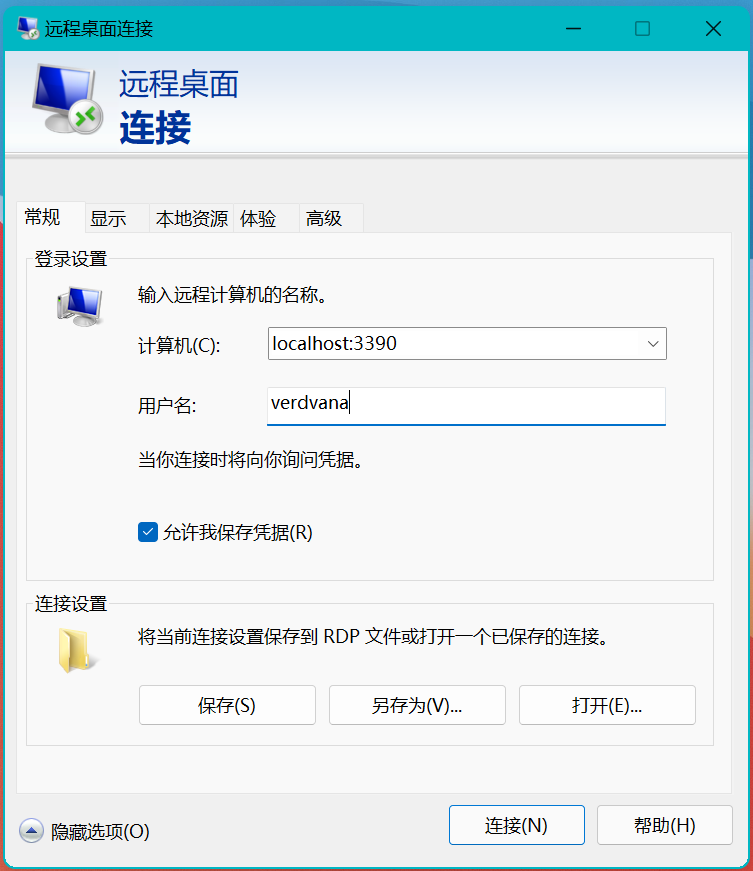 远程桌面连接
远程桌面
连接
常规 显示 本地资源 体验 高级
登录设置
输入远程计算机的名称。
计算机(C): localhost:3390
用户名: verdvana
当你连接时将向你询问凭据。
允许我保存凭据(R)
连接设置
将当前连接设置保存到 RDP 文件或打开一个已保存的连接。
保存(S) 另存为(V)... 打开(E)...
隐藏选项(O) 连接(N) 帮助(H)